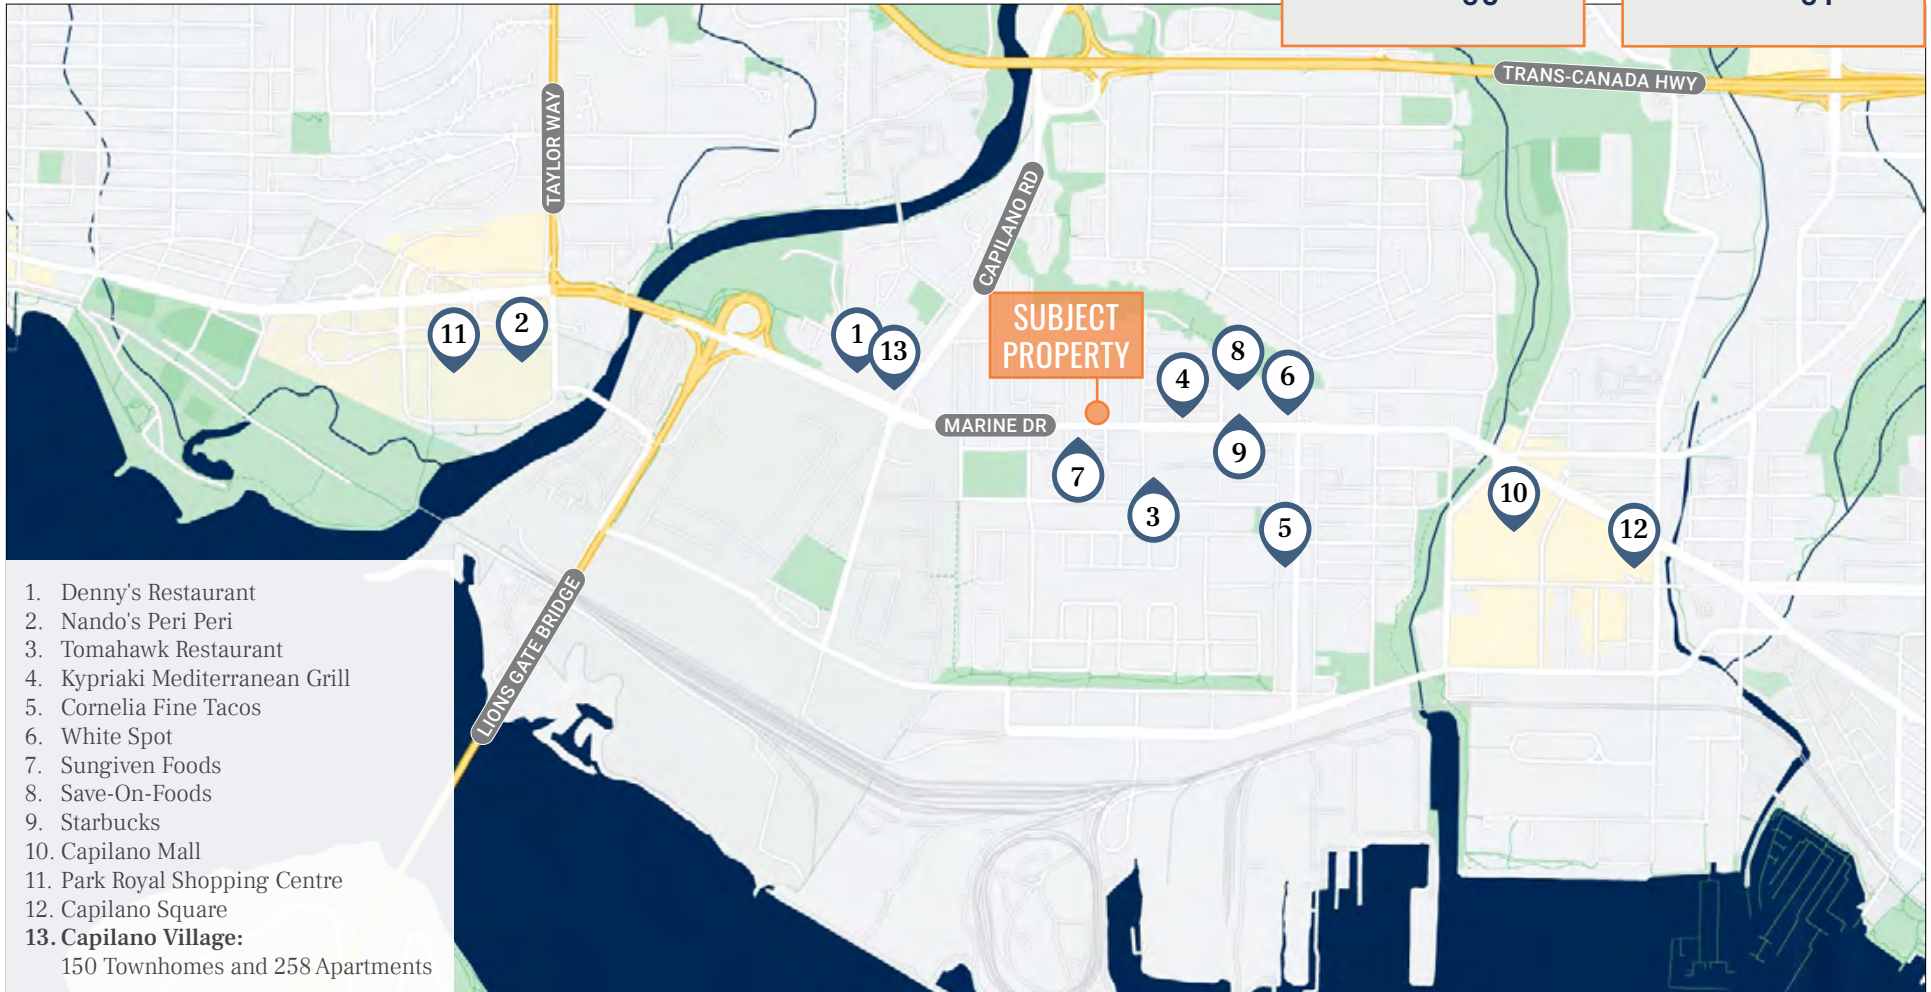 TRANS-CANADA HWY
TAYLOR WAY
CAPILANO RD
11
2
1
13
SUBJECT
PROPERTY
4
8
6
MARINE DR
7
9
3
5
10
12
LIONS GATE BRIDGE
1. Denny's Restaurant
2. Nando's Peri Peri
3. Tomahawk Restaurant
4. Kypriaki Mediterranean Grill
5. Cornelia Fine Tacos
6. White Spot
7. Sungiven Foods
8. Save-On-Foods
9. Starbucks
10. Capilano Mall
11. Park Royal Shopping Centre
12. Capilano Square
13. Capilano Village:
150 Townhomes and 258 Apartments